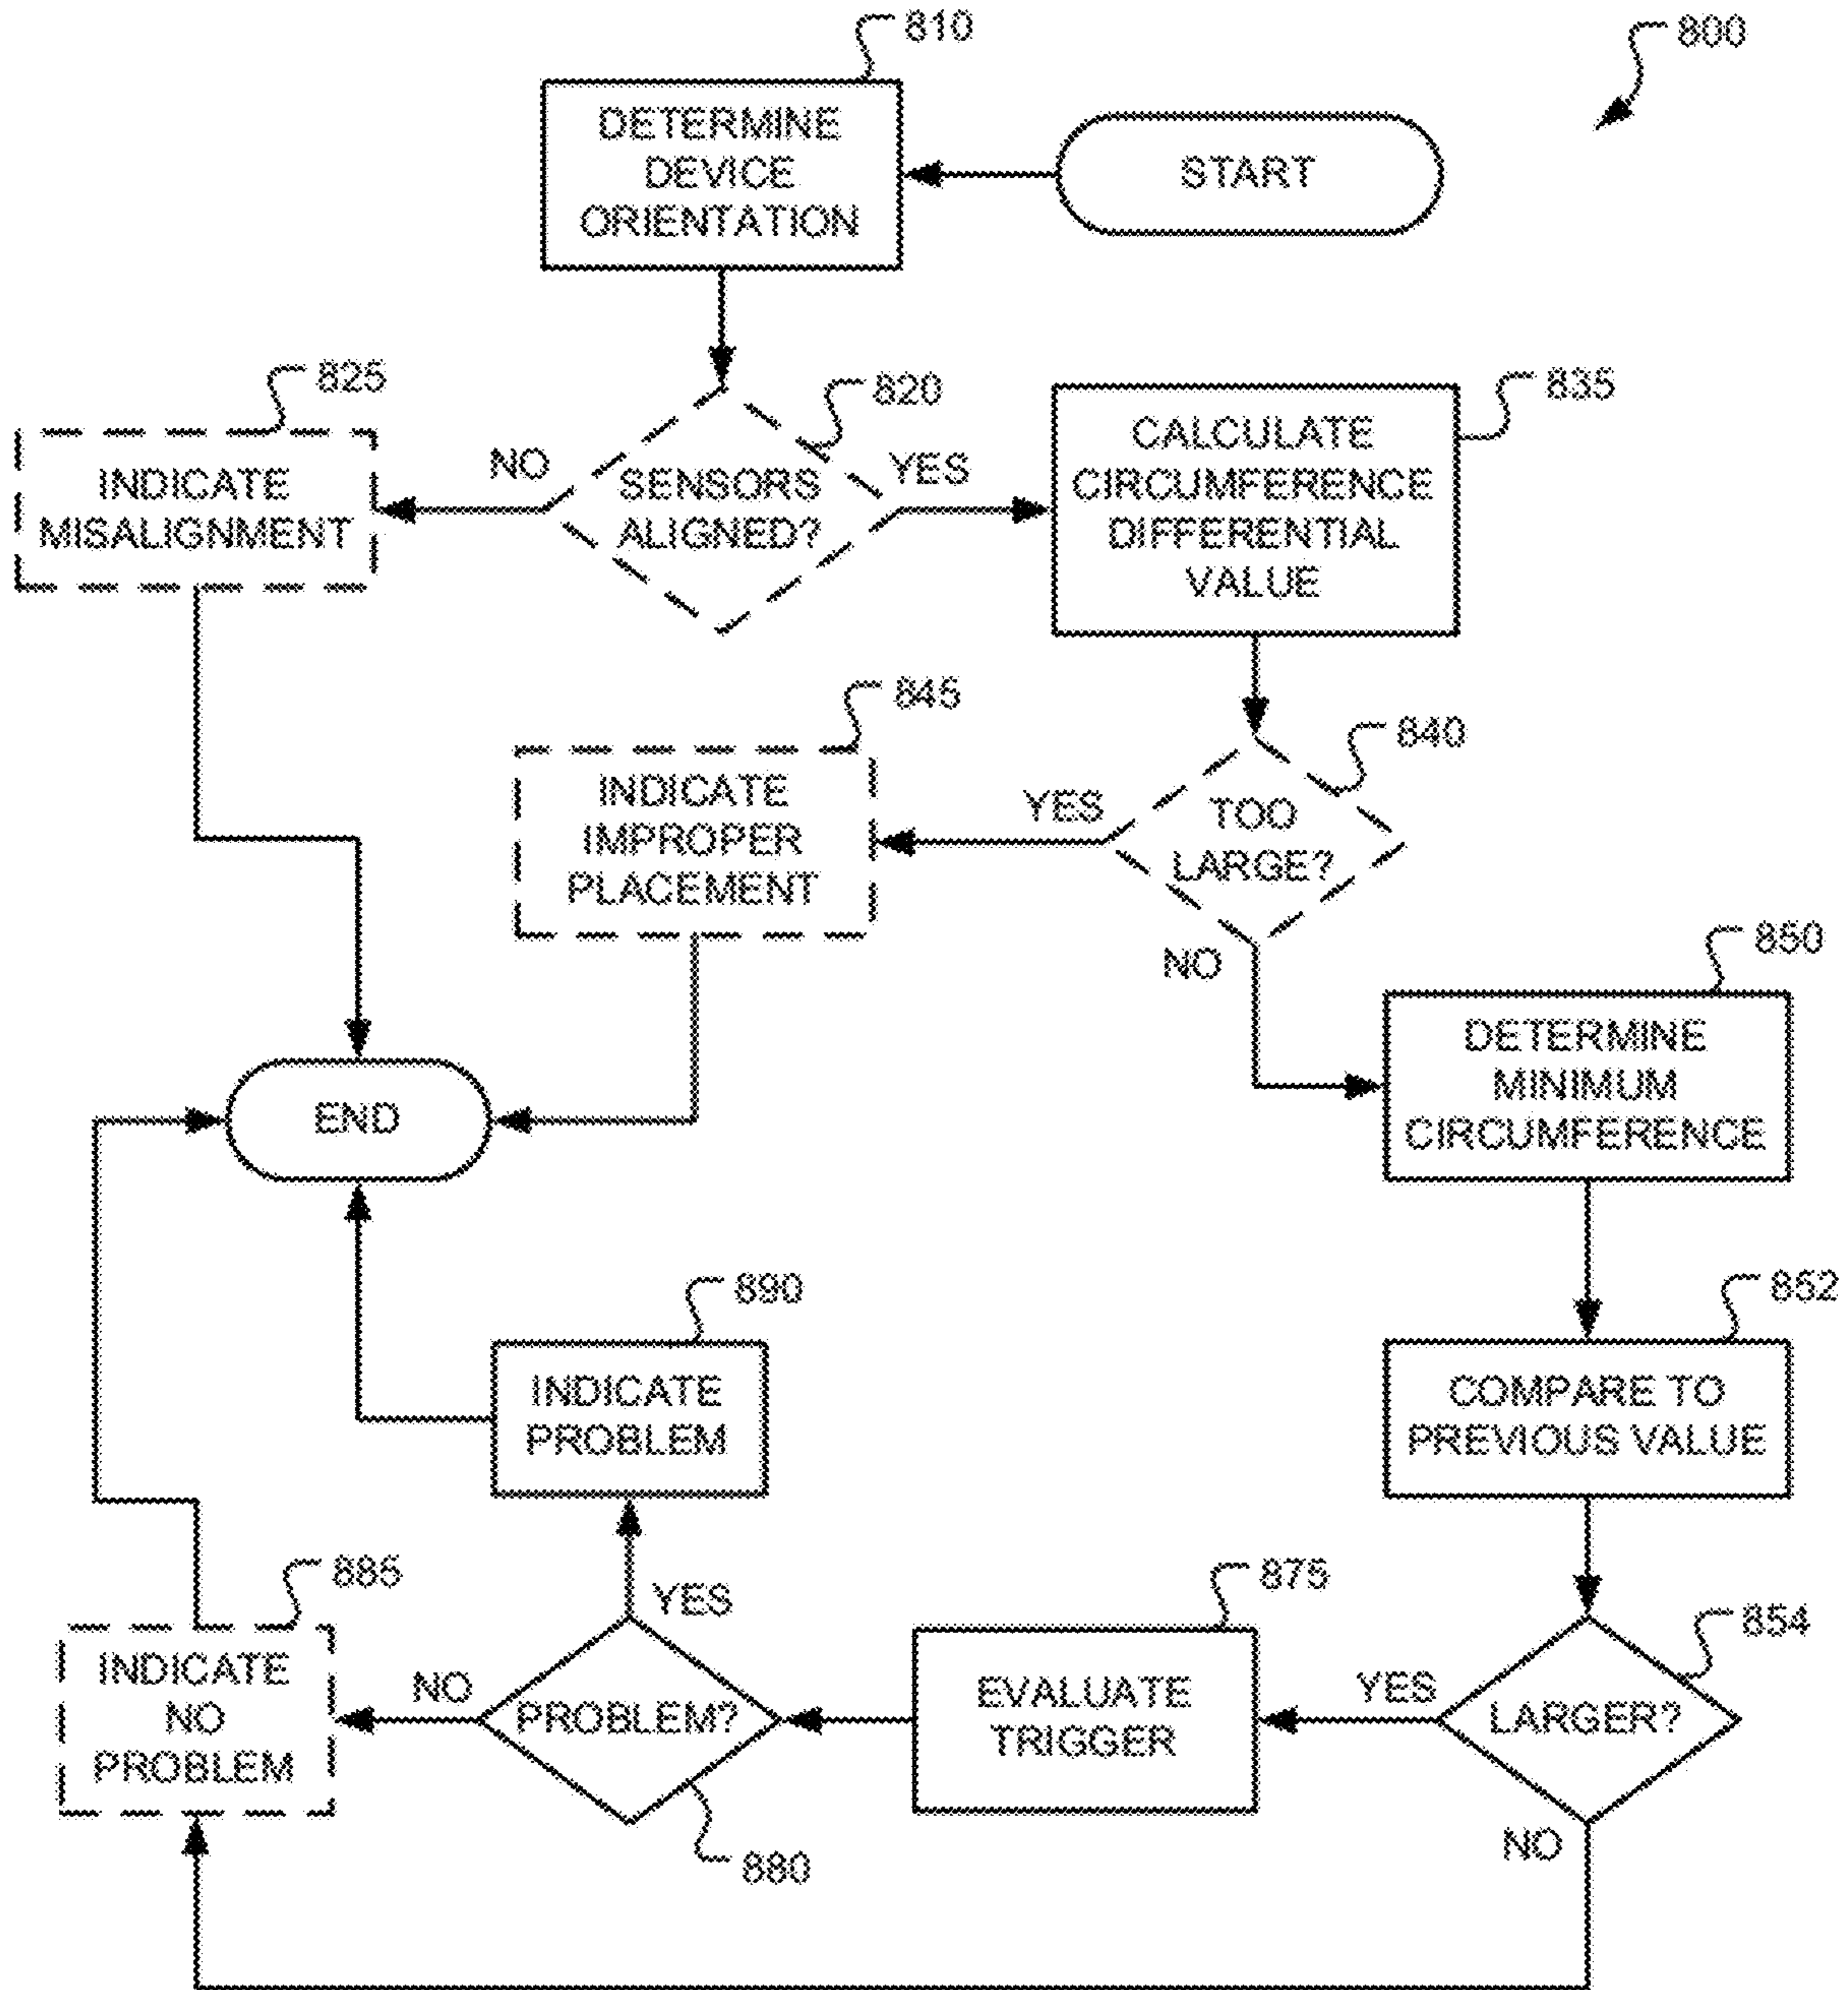 810
800
DETERMINE
DEVICE
ORIENTATION
START
825
820
835
INDICATE
MISALIGNMENT
NO
SENSORS
ALIGNED?
YES
CALCULATE
CIRCUMFERENCE
DIFFERENTIAL
VALUE
845
840
INDICATE
IMPROPER
PLACEMENT
YES
TOO
LARGE?
NO
850
DETERMINE
MINIMUM
CIRCUMFERENCE
END
890
852
INDICATE
PROBLEM
COMPARE TO
PREVIOUS VALUE
885
YES
875
854
INDICATE
NO
PROBLEM
NO
PROBLEM?
EVALUATE
TRIGGER
YES
LARGER?
880
NO